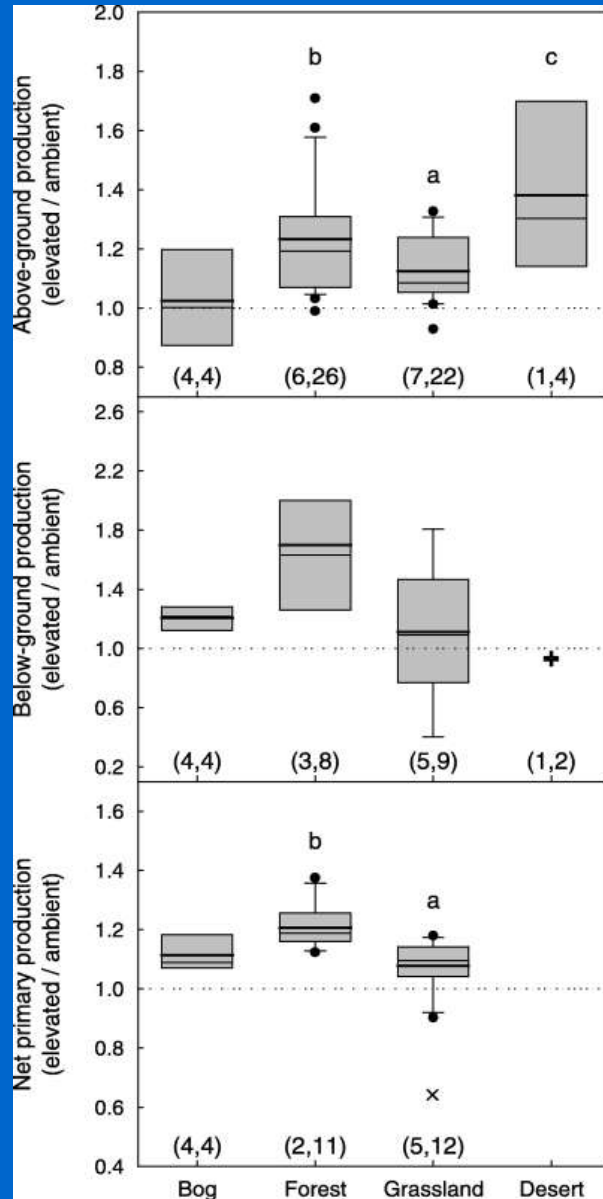 Above-ground production
(elevated / ambient)
2.0
1.8
1.6
1.4
1.2
1.0
0.8
b
a
c
(4,4) (6,26) (7,22) (1,4)
Below-ground production
(elevated / ambient)
2.6
2.2
1.8
1.4
1.0
0.6
0.2
(4,4) (3,8) (5,9) (1,2)
Net primary production
(elevated / ambient)
1.6
1.4
1.2
1.0
0.8
0.6
0.4
b
a
(4,4) (2,11) (5,12)
Bog Forest Grassland Desert